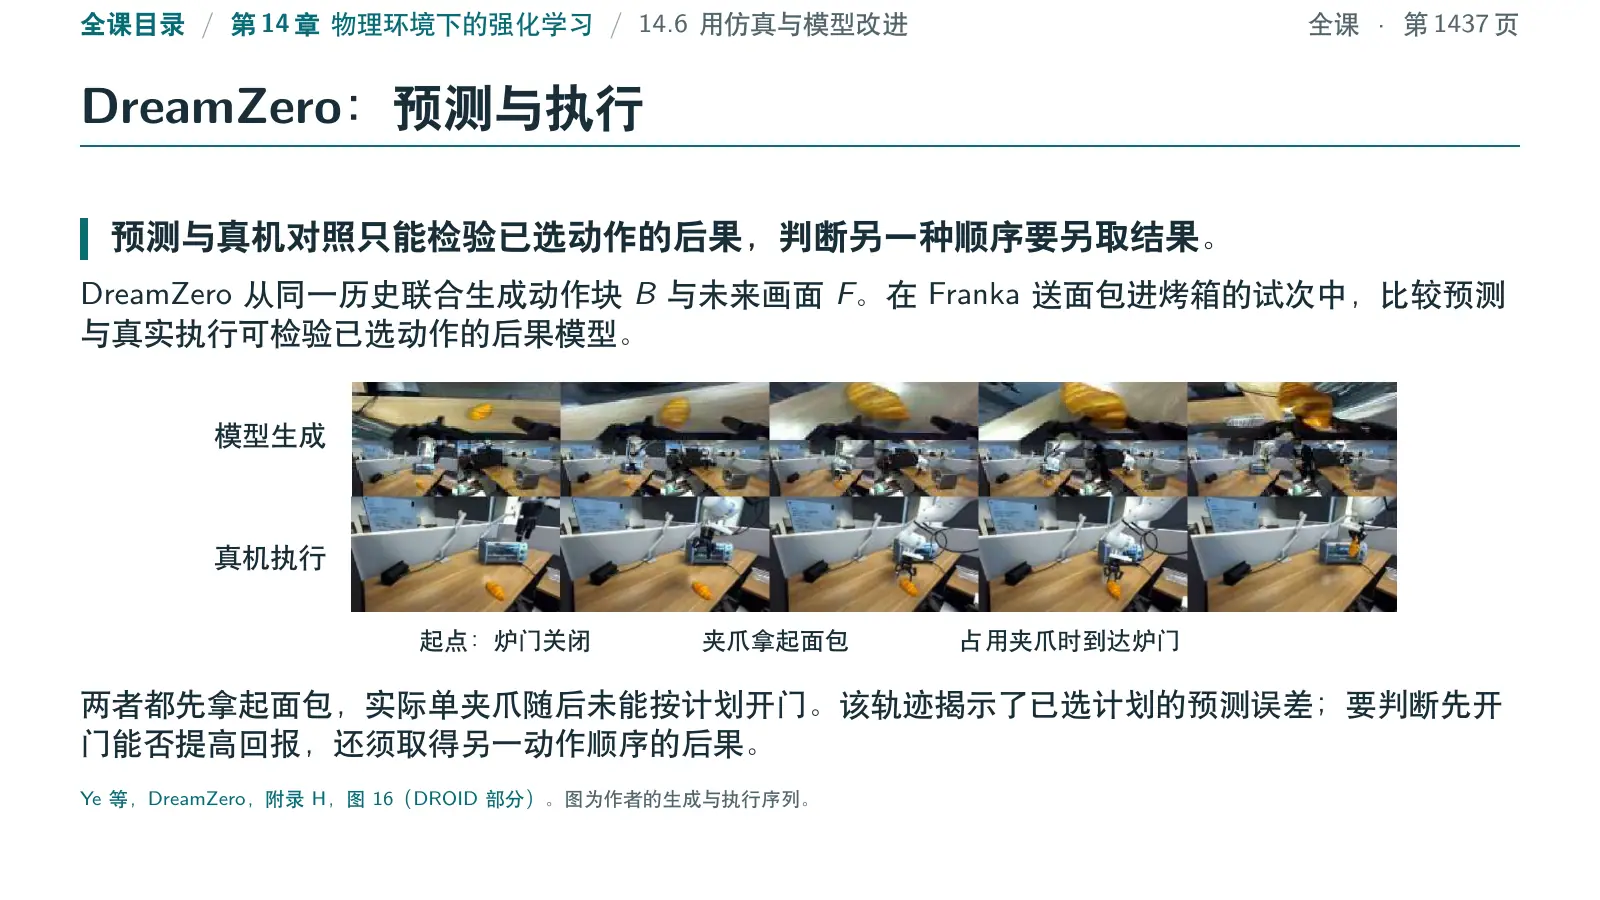 全课目录 / 第 14 章 物理环境下的强化学习 / 14.6 用仿真与模型改进
全课 · 第 1437 页
DreamZero：预测与执行
预测与真机对照只能检验已选动作的后果，判断另一种顺序要另取结果。
DreamZero 从同一历史联合生成动作块 B 与未来画面 F。在 Franka 送面包进烤箱的试次中，比较预测
与真实执行可检验已选动作的后果模型。
模型生成
真机执行
起点：炉门关闭
夹爪拿起面包
占用夹爪时到达炉门
两者都先拿起面包，实际单夹爪随后未能按计划开门。该轨迹揭示了已选计划的预测误差；要判断先开
门能否提高回报，还须取得另一动作顺序的后果。
Ye 等，DreamZero，附录 H，图 16（DROID 部分）。图为作者的生成与执行序列。